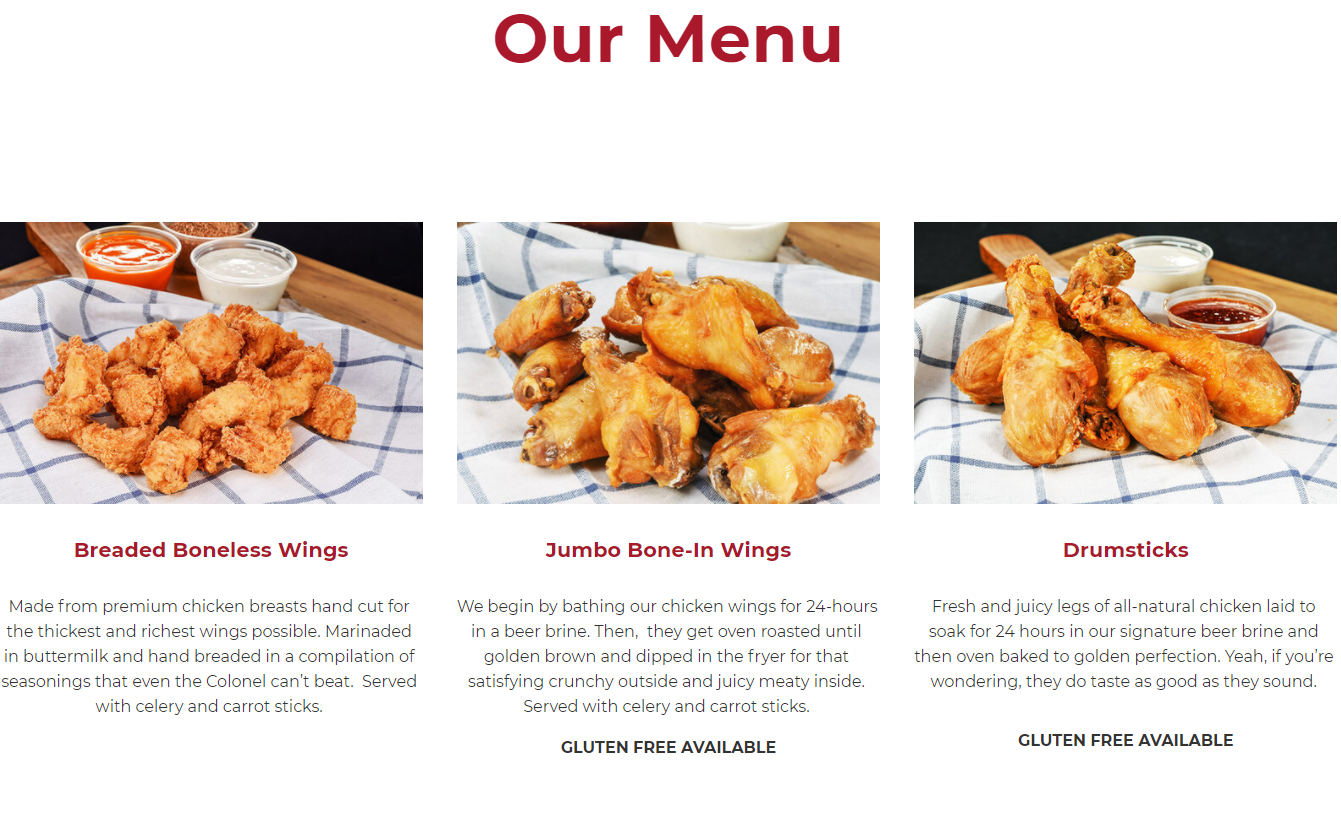 Our Menu
Breaded Boneless Wings
Made from premium chicken breasts hand cut for
the thickest and richest wings possible. Marinaded
in buttermilk and hand breaded in a compilation of
seasonings that even the Colonel can’t beat.  Served
with celery and carrot sticks.
Jumbo Bone-In Wings
We begin by bathing our chicken wings for 24-hours
in a beer brine. Then,  they get oven roasted until
golden brown and dipped in the fryer for that
satisfying crunchy outside and juicy meaty inside.
Served with celery and carrot sticks.
GLUTEN FREE AVAILABLE
Drumsticks
Fresh and juicy legs of all-natural chicken laid to
soak for 24 hours in our signature beer brine and
then oven baked to golden perfection. Yeah, if you’re
wondering, they do taste as good as they sound.
GLUTEN FREE AVAILABLE